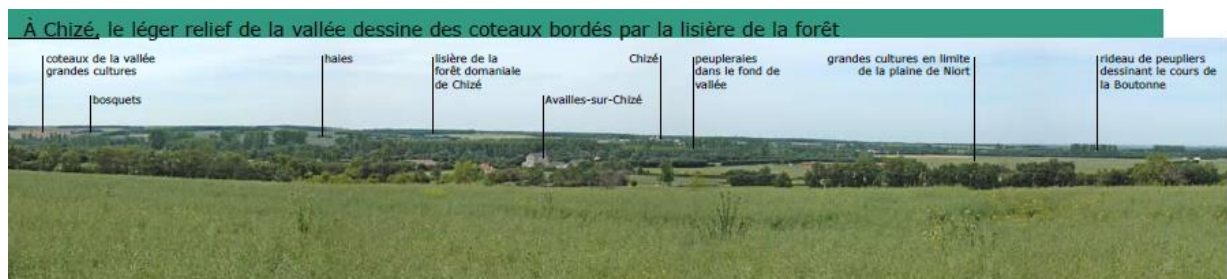 À Chizé, le léger relief de la vallée dessine des coteaux bordés par la lisière de la forêt
coteaux de la vallée
grandes cultures
bosquets
haies
lisière de la
forêt domaniale
de Chizé
Availles-sur-Chizé
Chizé
peupleraies
dans le fond de
vallée
grandes cultures en limite
de la plaine de Niort
rideau de peupliers
dessinant le cours de
la Boutonne